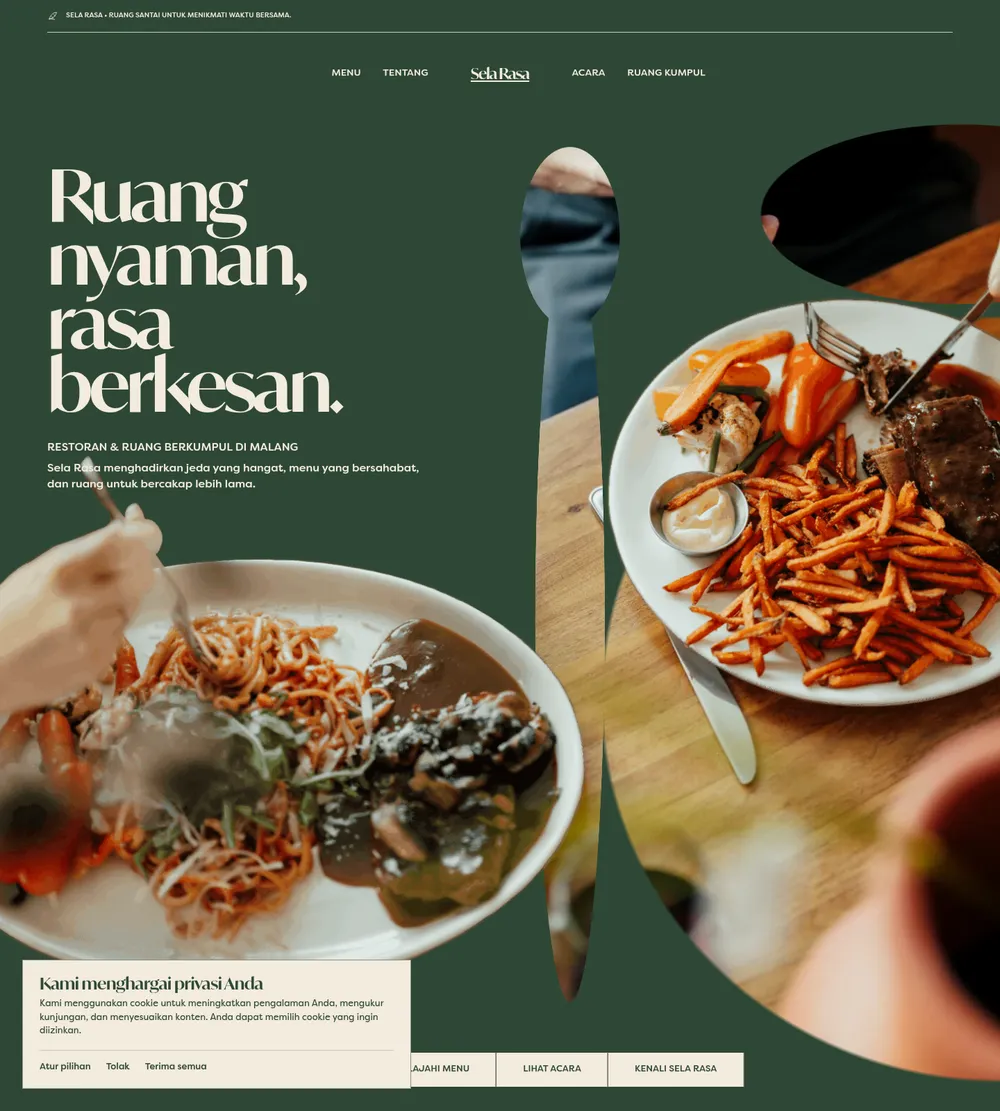 SELA RASA • RUANG SANTAI UNTUK MENIKMATI WAKTU BERSAMA.
MENU
TENTANG
Sela Rasa
ACARA
RUANG KUMPUL
Ruang
nyaman,
rasa
berkesan.
RESTORAN & RUANG BERKUMPUL DI MALANG
Sela Rasa menghadirkan jeda yang hangat, menu yang bersahabat,
dan ruang untuk bercakap lebih lama.
Kami menghargai privasi Anda
Kami menggunakan cookie untuk meningkatkan pengalaman Anda, mengukur
kunjungan, dan menyesuaikan konten. Anda dapat memilih cookie yang ingin
diizinkan.
Atur pilihan
Tolak
Terima semua
MENU
LIHAT ACARA
KENALI SELA RASA